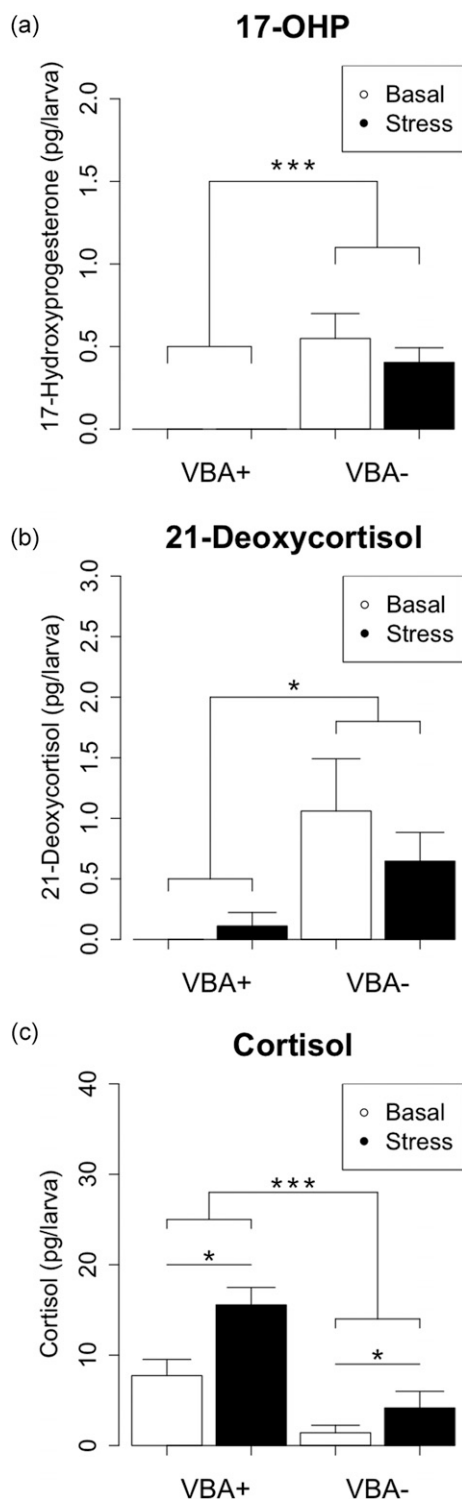 (a)
17-OHP
17-Hydroxyprogesterone (pg/larva)
2.0
1.5
1.0
0.5
0.0
Basal
Stress
***
VBA+ VBA-
(b)
21-Deoxycortisol
21-Deoxycortisol (pg/larva)
3.0
2.5
2.0
1.5
1.0
0.5
0.0
Basal
Stress
*
VBA+ VBA-
(c)
Cortisol
Cortisol (pg/larva)
40
30
20
10
0
Basal
Stress
***
*
*
VBA+ VBA-